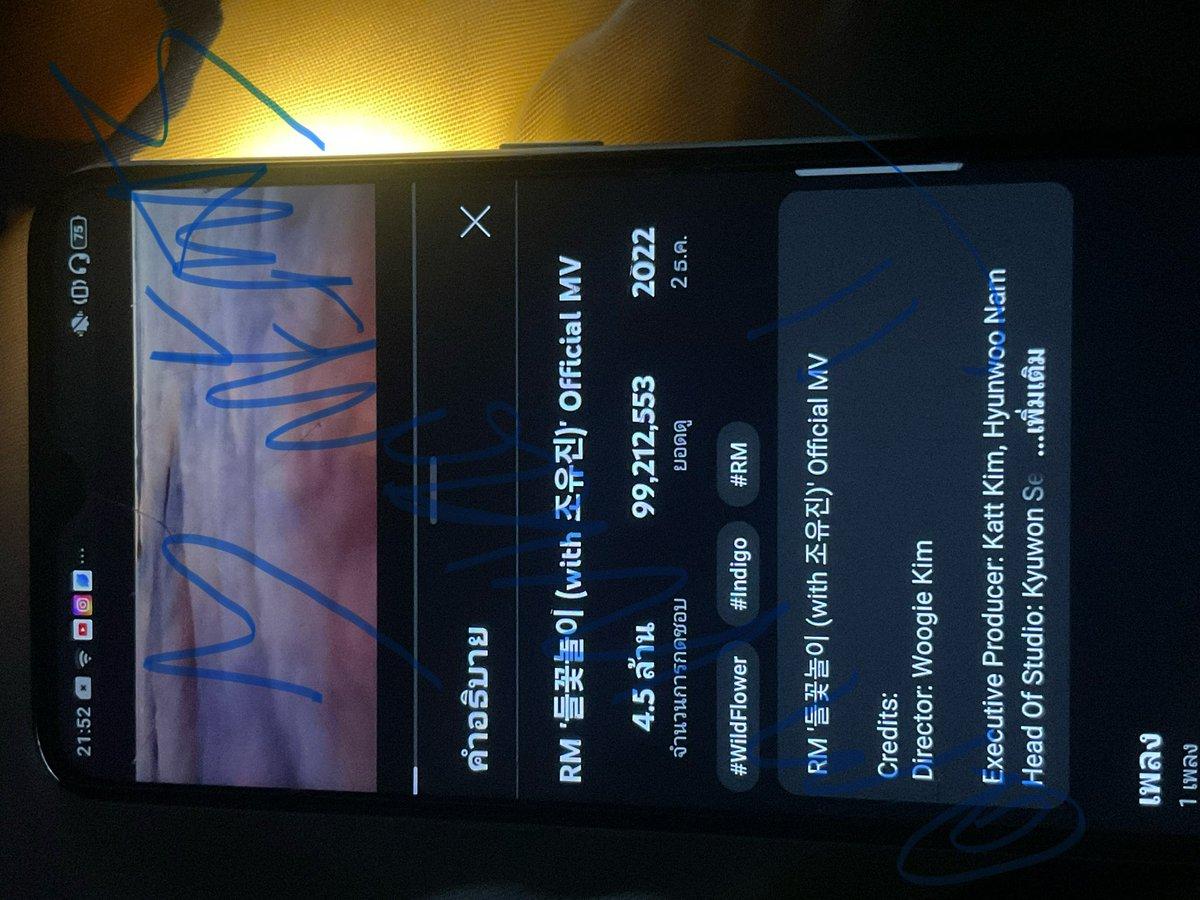 21:52
75
คำอธิบาย
RM '들꽃놀이 (with 조유진)' Official MV
4.5 ล้าน 99,212,553 2022
จำนวนการกดชอบ ยอดดู 2 ธ.ค.
#WildFlower #Indigo #RM
RM '들꽃놀이 (with 조유진)' Official MV
Credits:
Director: Woogie Kim
Executive Producer: Katt Kim, Hyunwoo Nam
Head Of Studio: Kyuwon Se ...เพิ่มเติม
เพลง
1 เพลง